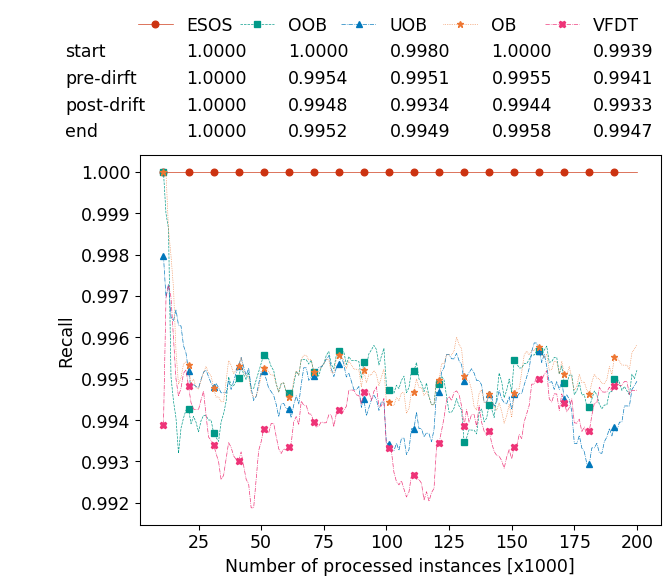 ESOS OOB UOB OB VFDT
start 1.0000 1.0000 0.9980 1.0000 0.9939
pre-dirft 1.0000 0.9954 0.9951 0.9955 0.9941
post-drift 1.0000 0.9948 0.9934 0.9944 0.9933
end 1.0000 0.9952 0.9949 0.9958 0.9947
1.000
0.999
0.998
0.997
0.996
0.995
0.994
0.993
0.992
Recall
25 50 75 100 125 150 175 200
Number of processed instances [x1000]